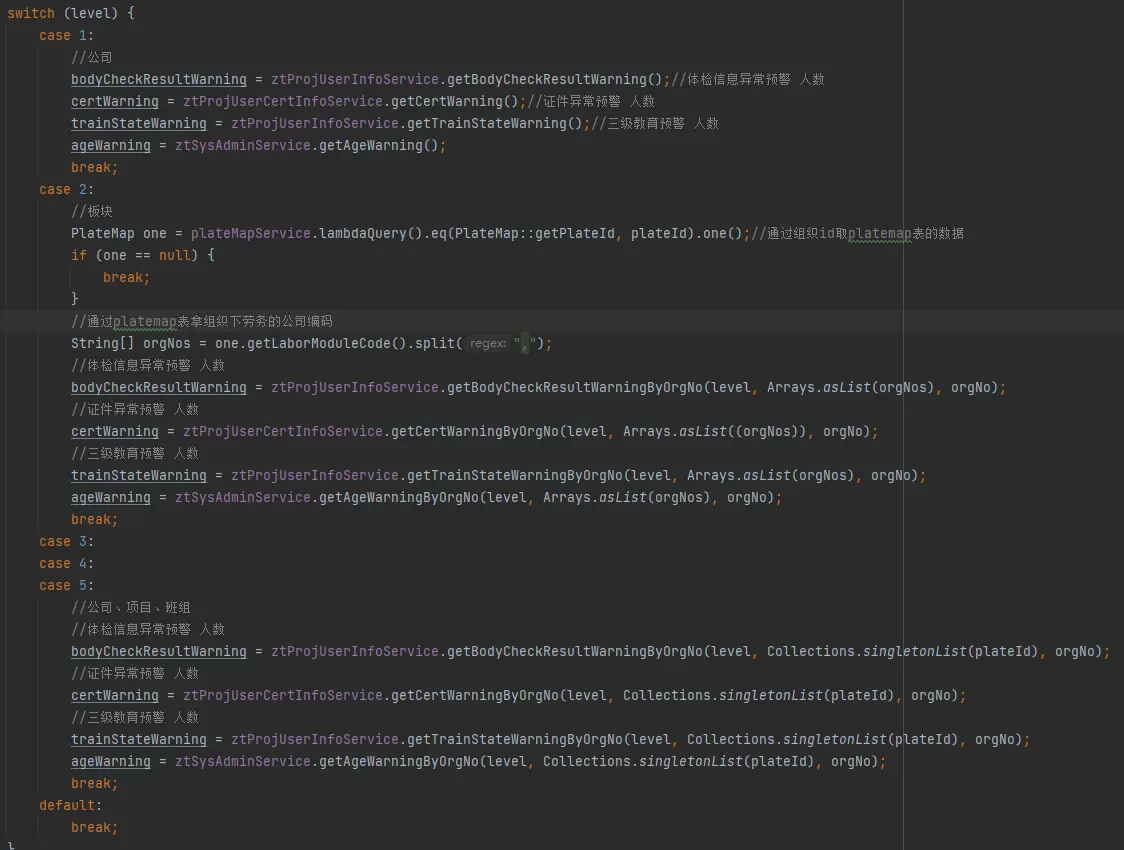 switch (level) {
case 1:
//公司
bodyCheckResultWarning = ztProjUserInfoService.getBodyCheckResultWarning();//体检信息异常预警 人数
certWarning = ztProjUserCertInfoService.getCertWarning();//证件异常预警 人数
trainStateWarning = ztProjUserInfoService.getTrainStateWarning();//三级教育预警 人数
ageWarning = ztSysAdminService.getAgeWarning();
break;
case 2:
//板块
PlateMap one = plateMapService.lambdaQuery().eq(PlateMap::getPlateId, plateId).one();//通过组织id取platemap表的数据
if (one == null) {
break;
}
//通过platemap表拿组织下劳务的公司编码
String[] orgNos = one.getLaborModuleCode().split( regex: ",");
//体检信息异常预警 人数
bodyCheckResultWarning = ztProjUserInfoService.getBodyCheckResultWarningByOrgNo(level, Arrays.asList(orgNos), orgNo);
//证件异常预警 人数
certWarning = ztProjUserCertInfoService.getCertWarningByOrgNo(level, Arrays.asList((orgNos)), orgNo);
//三级教育预警 人数
trainStateWarning = ztProjUserInfoService.getTrainStateWarningByOrgNo(level, Arrays.asList(orgNos), orgNo);
ageWarning = ztSysAdminService.getAgeWarningByOrgNo(level, Arrays.asList(orgNos), orgNo);
break;
case 3:
case 4:
case 5:
//公司、项目、班组
//体检信息异常预警 人数
bodyCheckResultWarning = ztProjUserInfoService.getBodyCheckResultWarningByOrgNo(level, Collections.singletonList(plateId), orgNo);
//证件异常预警 人数
certWarning = ztProjUserCertInfoService.getCertWarningByOrgNo(level, Collections.singletonList(plateId), orgNo);
//三级教育预警 人数
trainStateWarning = ztProjUserInfoService.getTrainStateWarningByOrgNo(level, Collections.singletonList(plateId), orgNo);
ageWarning = ztSysAdminService.getAgeWarningByOrgNo(level, Collections.singletonList(plateId), orgNo);
break;
default:
break;
}